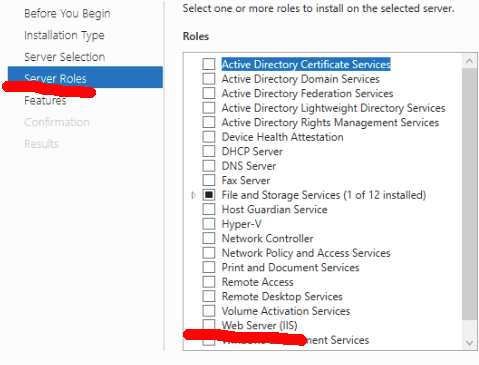 Before You Begin
Installation Type
Server Selection
Server Roles
Features
Confirmation
Results
Select one or more roles to install on the selected server.
Roles
Active Directory Certificate Services
Active Directory Domain Services
Active Directory Federation Services
Active Directory Lightweight Directory Services
Active Directory Rights Management Services
Device Health Attestation
DHCP Server
DNS Server
Fax Server
File and Storage Services (1 of 12 installed)
Host Guardian Service
Hyper-V
Network Controller
Network Policy and Access Services
Print and Document Services
Remote Access
Remote Desktop Services
Volume Activation Services
Web Server (IIS)
Services